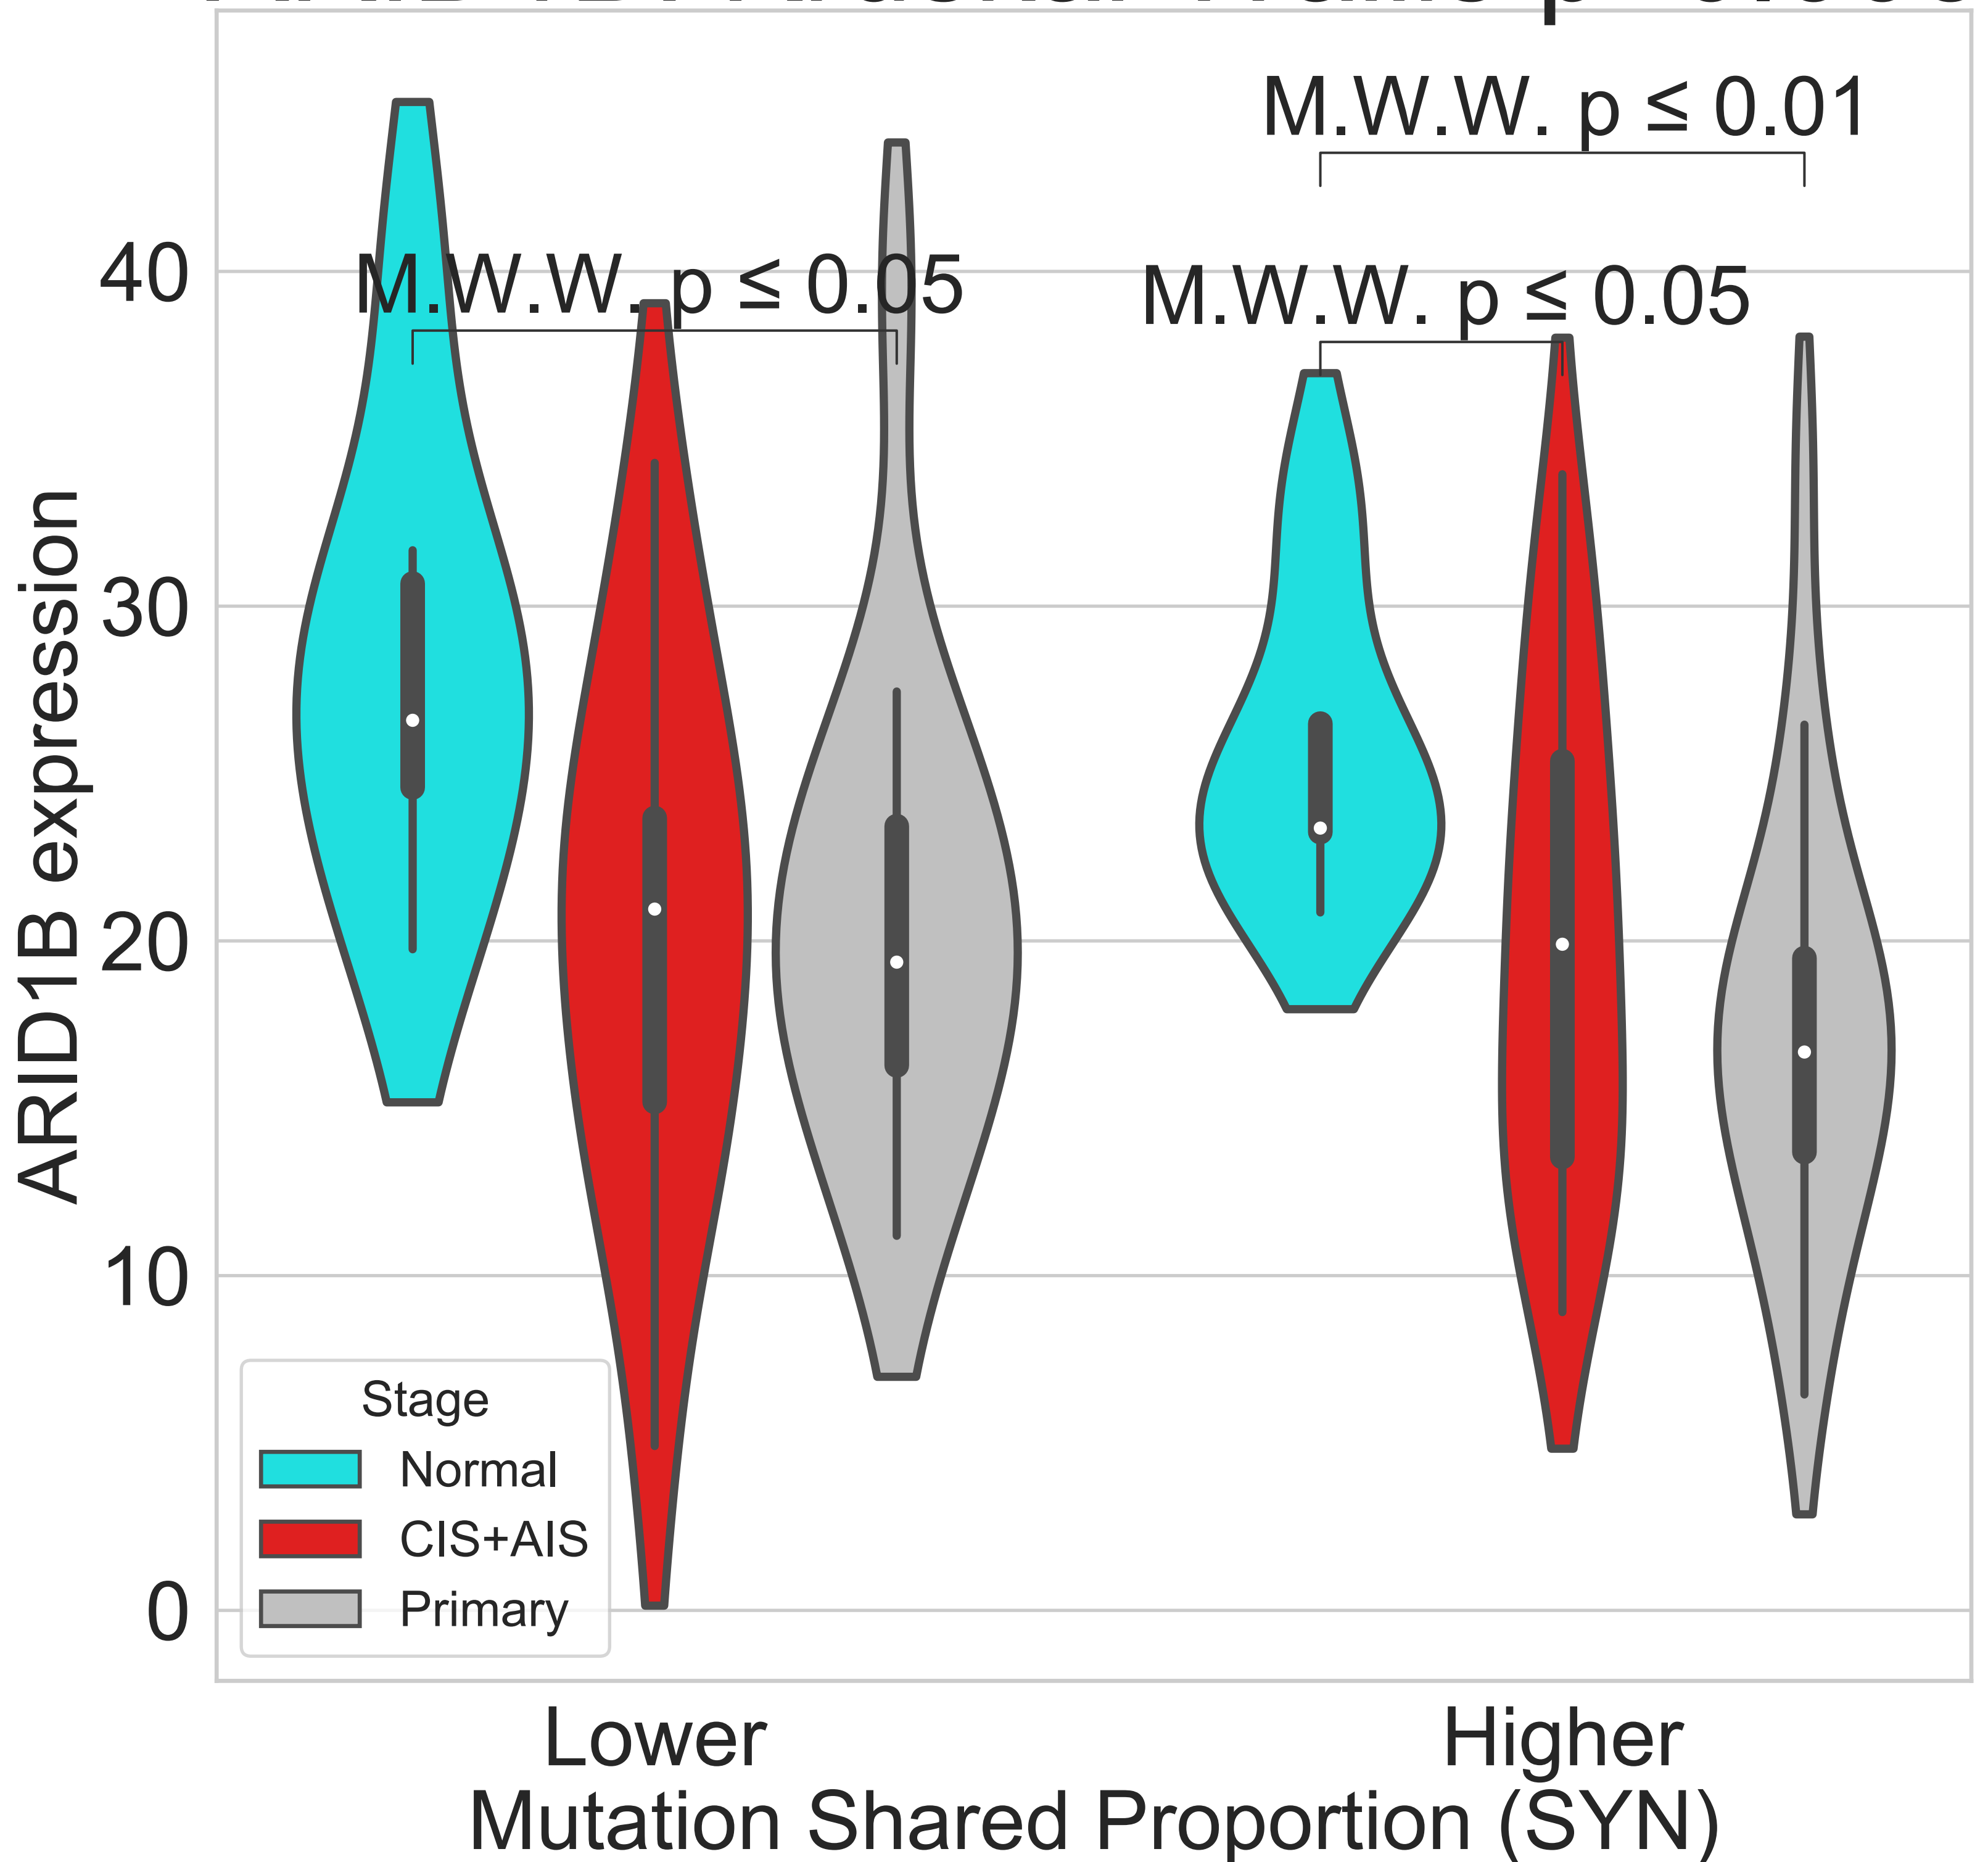 M.W.W. p ≤ 0.01
M.W.W. p ≤ 0.05
M.W.W. p ≤ 0.05
40
30
20
10
0
ARID1B expression
Stage
Normal
CIS+AIS
Primary
Lower
Higher
Mutation Shared Proportion (SYN)